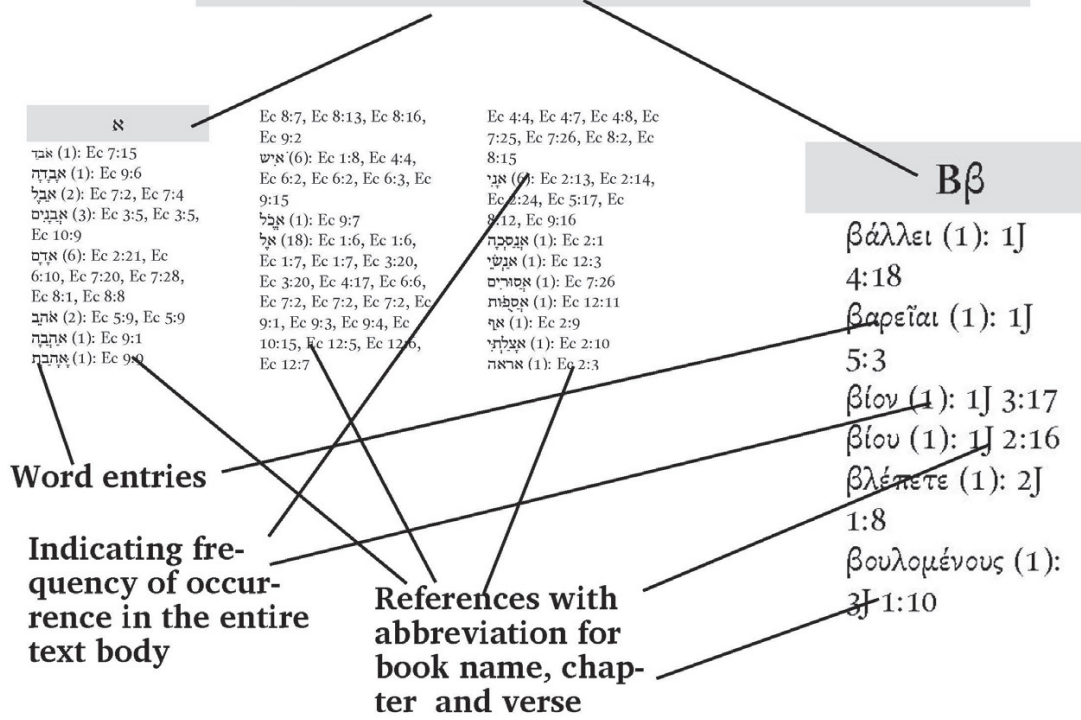 א
אֹבֵד (1): Ec 7:15
אָבָדָה (1): Ec 9:6
אֵבֶל (2): Ec 7:2, Ec 7:4
אֲבָנִים (3): Ec 3:5, Ec 3:5,
Ec 10:9
אָדָם (6): Ec 2:21, Ec
6:10, Ec 7:20, Ec 7:28,
Ec 8:1, Ec 8:8
אֹהֵב (2): Ec 5:9, Ec 5:9
אַהֲבָה (1): Ec 9:1
אָהַבְתָּ (1): Ec 9:9
Ec 8:7, Ec 8:13, Ec 8:16,
Ec 9:2
אִישׁ (6): Ec 1:8, Ec 4:4,
Ec 6:2, Ec 6:2, Ec 6:3, Ec
9:15
אֱכֹל (1): Ec 9:7
אֶל (18): Ec 1:6, Ec 1:6,
Ec 1:7, Ec 1:7, Ec 3:20,
Ec 3:20, Ec 4:17, Ec 6:6,
Ec 7:2, Ec 7:2, Ec 7:2, Ec
9:1, Ec 9:3, Ec 9:4, Ec
10:15, Ec 12:5, Ec 12:6,
Ec 12:7
Ec 4:4, Ec 4:7, Ec 4:8, Ec
7:25, Ec 7:26, Ec 8:2, Ec
8:15
אָנִי (6): Ec 2:13, Ec 2:14,
Ec 2:24, Ec 5:17, Ec
8:12, Ec 9:16
אֲנַסְּכָה (1): Ec 2:1
אַנְשֵׁי (1): Ec 12:3
אֲסוּרִים (1): Ec 7:26
אֲסֻפּוֹת (1): Ec 12:11
אַף (1): Ec 2:9
אָצַלְתִּי (1): Ec 2:10
אראה (1): Ec 2:3
Ββ
βάλλει (1): 1J
4:18
βαρεῖαι (1): 1J
5:3
βίον (1): 1J 3:17
βίου (1): 1J 2:16
βλέπετε (1): 2J
1:8
βουλομένους (1):
3J 1:10
Word entries
Indicating fre-
quency of occur-
rence in the entire
text body
References with
abbreviation for
book name, chap-
ter and verse